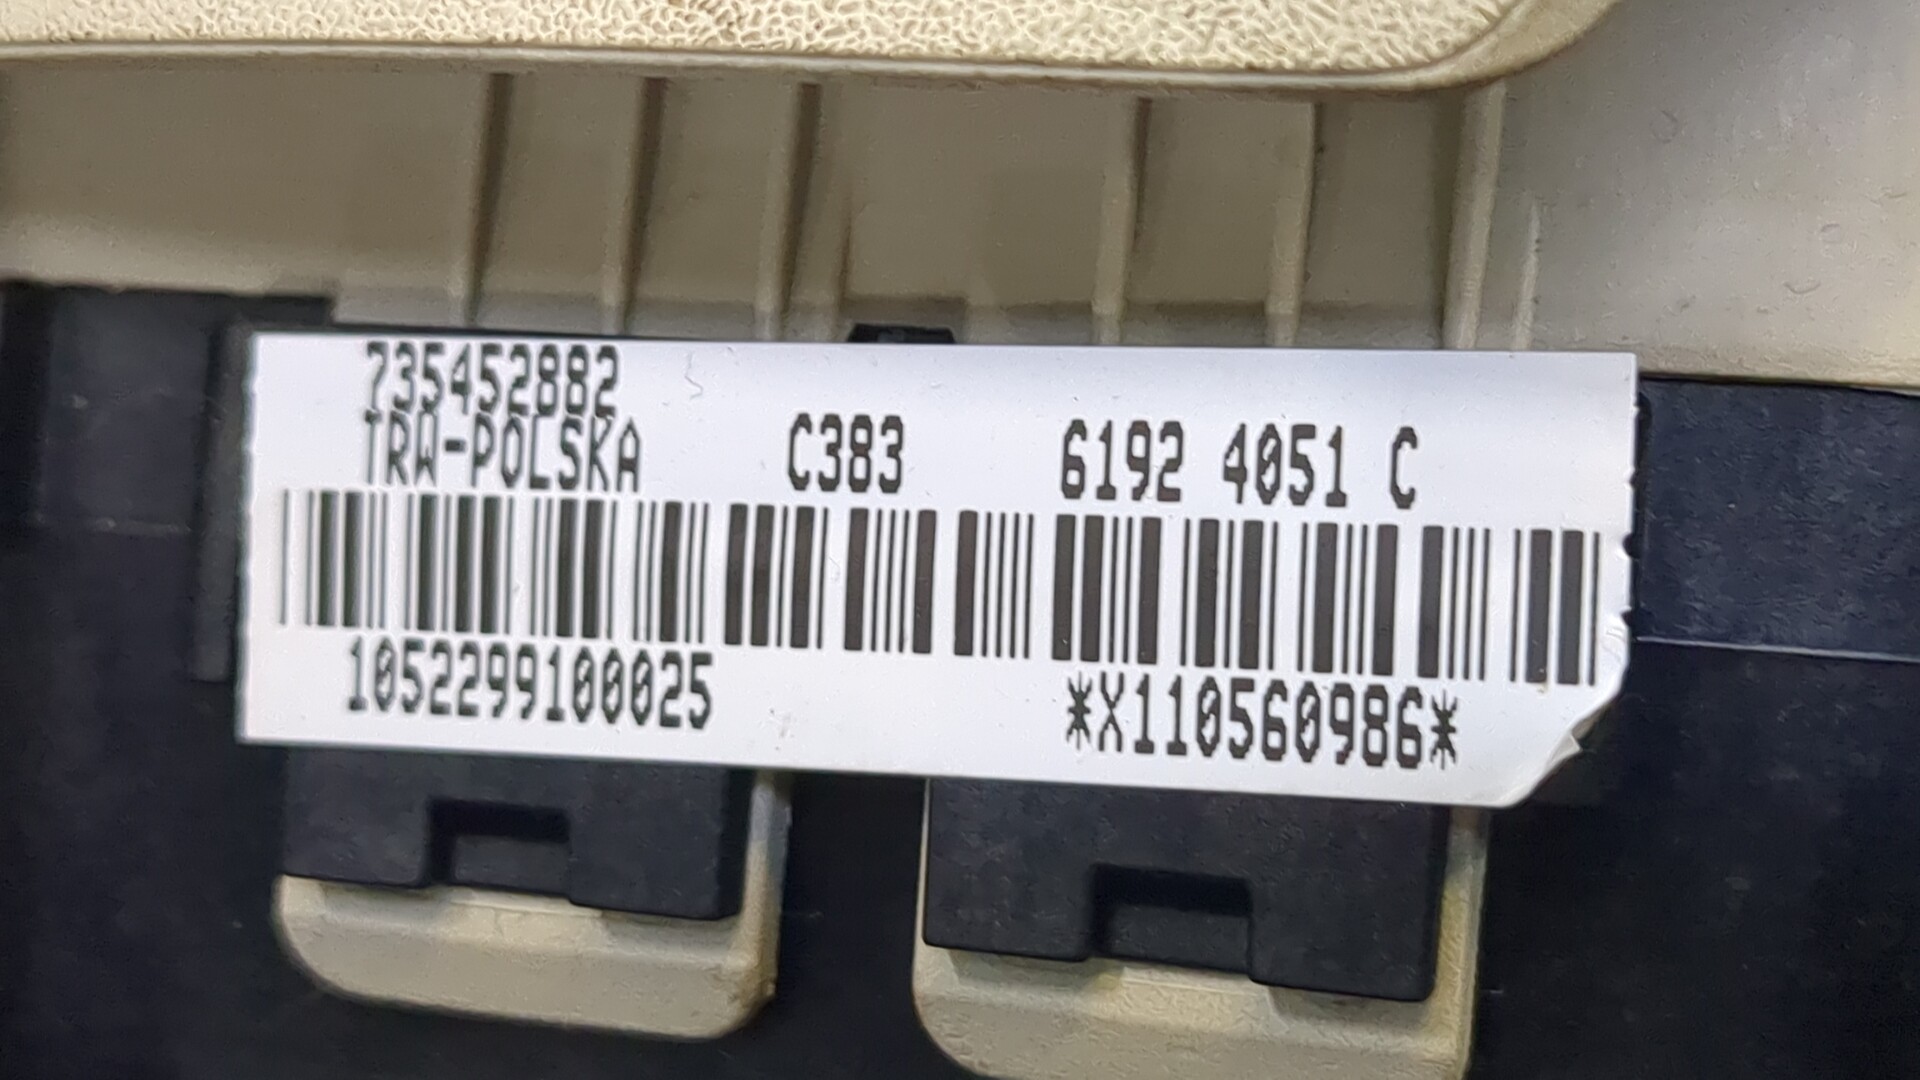 735452882
TRW-POLSKA C383 6192 4051 C
1052299100025 *X110560986*